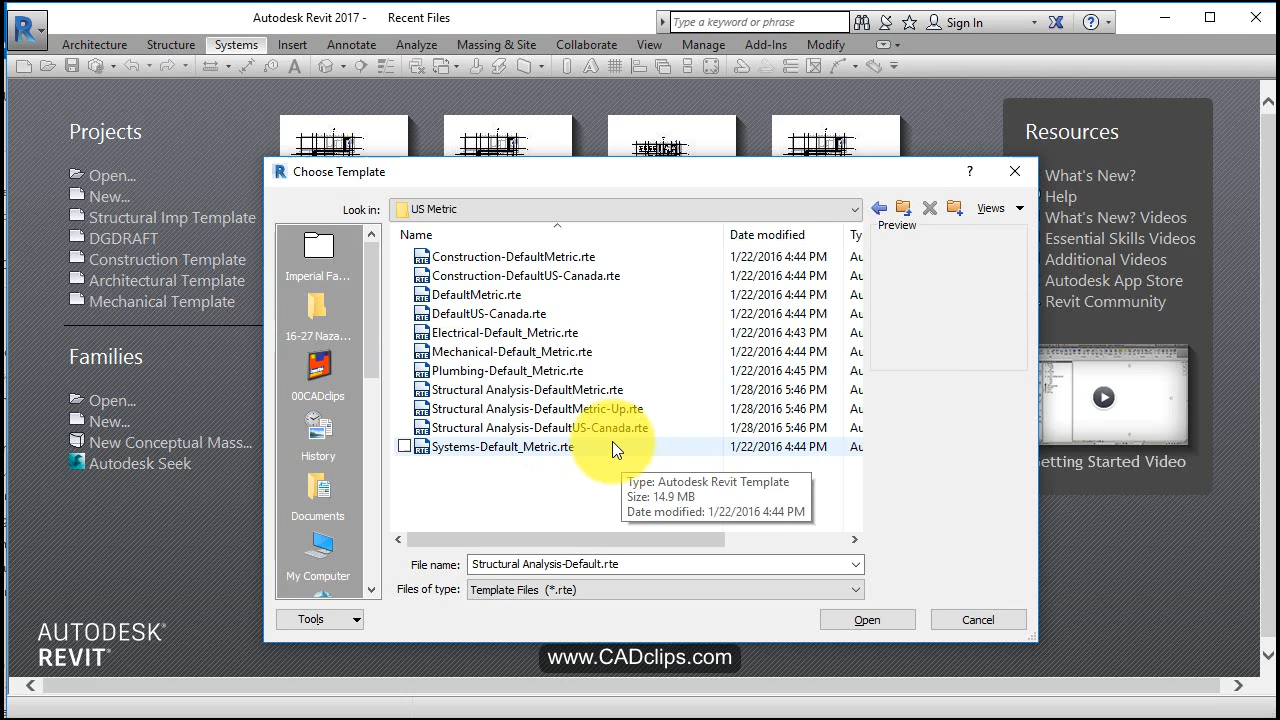 Autodesk Revit 2017 - Recent Files
Type a keyword or phrase
Sign In
Architecture Structure Systems Insert Annotate Analyze Massing & Site Collaborate View Manage Add-Ins Modify
Projects
Open...
New...
Structural Imp Template
DGDRAFT
Construction Template
Architectural Template
Mechanical Template
Families
Open...
New...
New Conceptual Mass...
Autodesk Seek
AUTODESK®
REVIT®
Choose Template
Look in: US Metric
Views
Imperial Fa...
16-27 Naza...
00CADclips
History
Documents
My Computer
Name Date modified Ty
Construction-DefaultMetric.rte 1/22/2016 4:44 PM Au
Construction-DefaultUS-Canada.rte 1/22/2016 4:44 PM Au
DefaultMetric.rte 1/22/2016 4:44 PM Au
DefaultUS-Canada.rte 1/22/2016 4:44 PM Au
Electrical-Default_Metric.rte 1/22/2016 4:43 PM Au
Mechanical-Default_Metric.rte 1/22/2016 4:44 PM Au
Plumbing-Default_Metric.rte 1/22/2016 4:45 PM Au
Structural Analysis-DefaultMetric.rte 1/28/2016 5:46 PM Au
Structural Analysis-DefaultMetric-Up.rte 1/28/2016 5:46 PM Au
Structural Analysis-DefaultUS-Canada.rte 1/28/2016 5:46 PM Au
Systems-Default_Metric.rte 1/22/2016 4:44 PM Au
Type: Autodesk Revit Template
Size: 14.9 MB
Date modified: 1/22/2016 4:44 PM
Preview
File name: Structural Analysis-Default.rte
Files of type: Template Files (*.rte)
Tools Open Cancel
Resources
What's New?
Help
What's New? Videos
Essential Skills Videos
Additional Videos
Autodesk App Store
Revit Community
Getting Started Video
www.CADclips.com